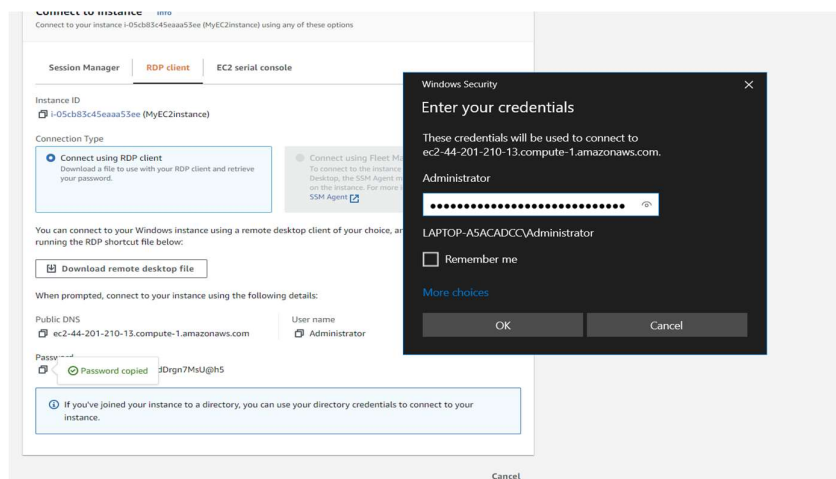 Connect to instance Info
Connect to your instance i-05cb83c45eaaa53ee (MyEC2instance) using any of these options
Session Manager RDP client EC2 serial console
Instance ID
i-05cb83c45eaaa53ee (MyEC2instance)
Connection Type
Connect using RDP client
Download a file to use with your RDP client and retrieve
your password.
Connect using Fleet Ma
To connect to the instance
Desktop, the SSM Agent m
on the instance. For more i
SSM Agent
You can connect to your Windows instance using a remote desktop client of your choice, an
running the RDP shortcut file below:
Download remote desktop file
When prompted, connect to your instance using the following details:
Public DNS
ec2-44-201-210-13.compute-1.amazonaws.com
User name
Administrator
Password
Password copied dDrgn7MsU@h5
If you've joined your instance to a directory, you can use your directory credentials to connect to your
instance.
Cancel
Windows Security
Enter your credentials
These credentials will be used to connect to
ec2-44-201-210-13.compute-1.amazonaws.com.
Administrator
LAPTOP-A5ACADCC\Administrator
Remember me
More choices
OK Cancel